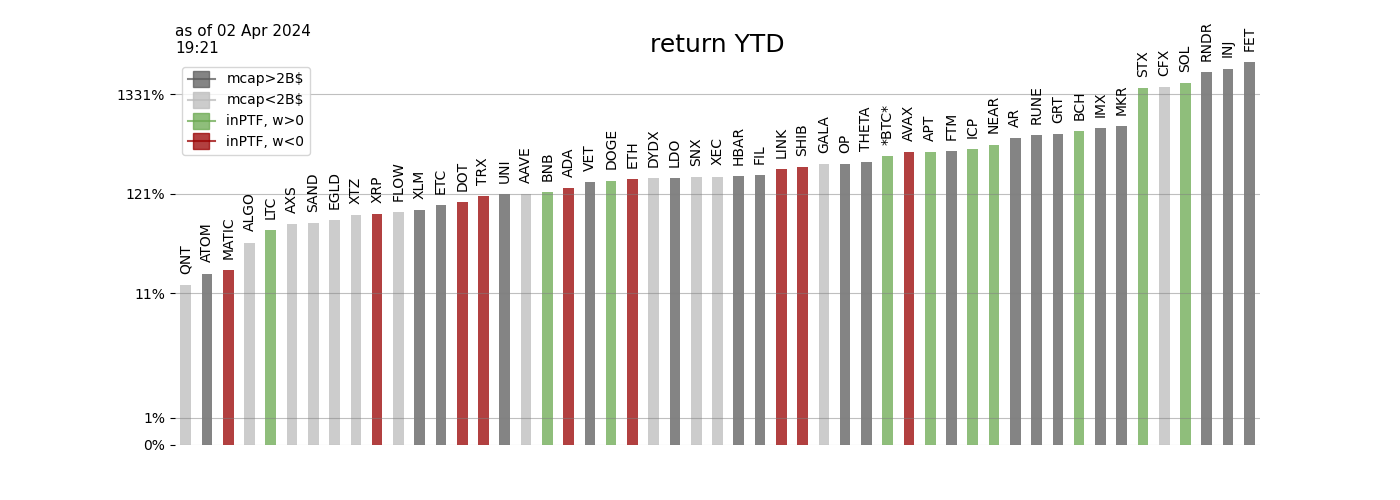 as of 02 Apr 2024
19:21
return YTD
mcap>2B$
mcap<2B$
inPTF, w>0
inPTF, w<0
1331%
121%
11%
1%
0%
QNT
ATOM
MATIC
ALGO
LTC
AXS
SAND
EGLD
XTZ
XRP
FLOW
XLM
ETC
DOT
TRX
UNI
AAVE
BNB
ADA
VET
DOGE
ETH
DYDX
LDO
SNX
XEC
HBAR
FIL
LINK
SHIB
GALA
OP
THETA
*BTC*
AVAX
APT
FTM
ICP
NEAR
AR
RUNE
GRT
BCH
IMX
MKR
STX
CFX
SOL
RNDR
INJ
FET